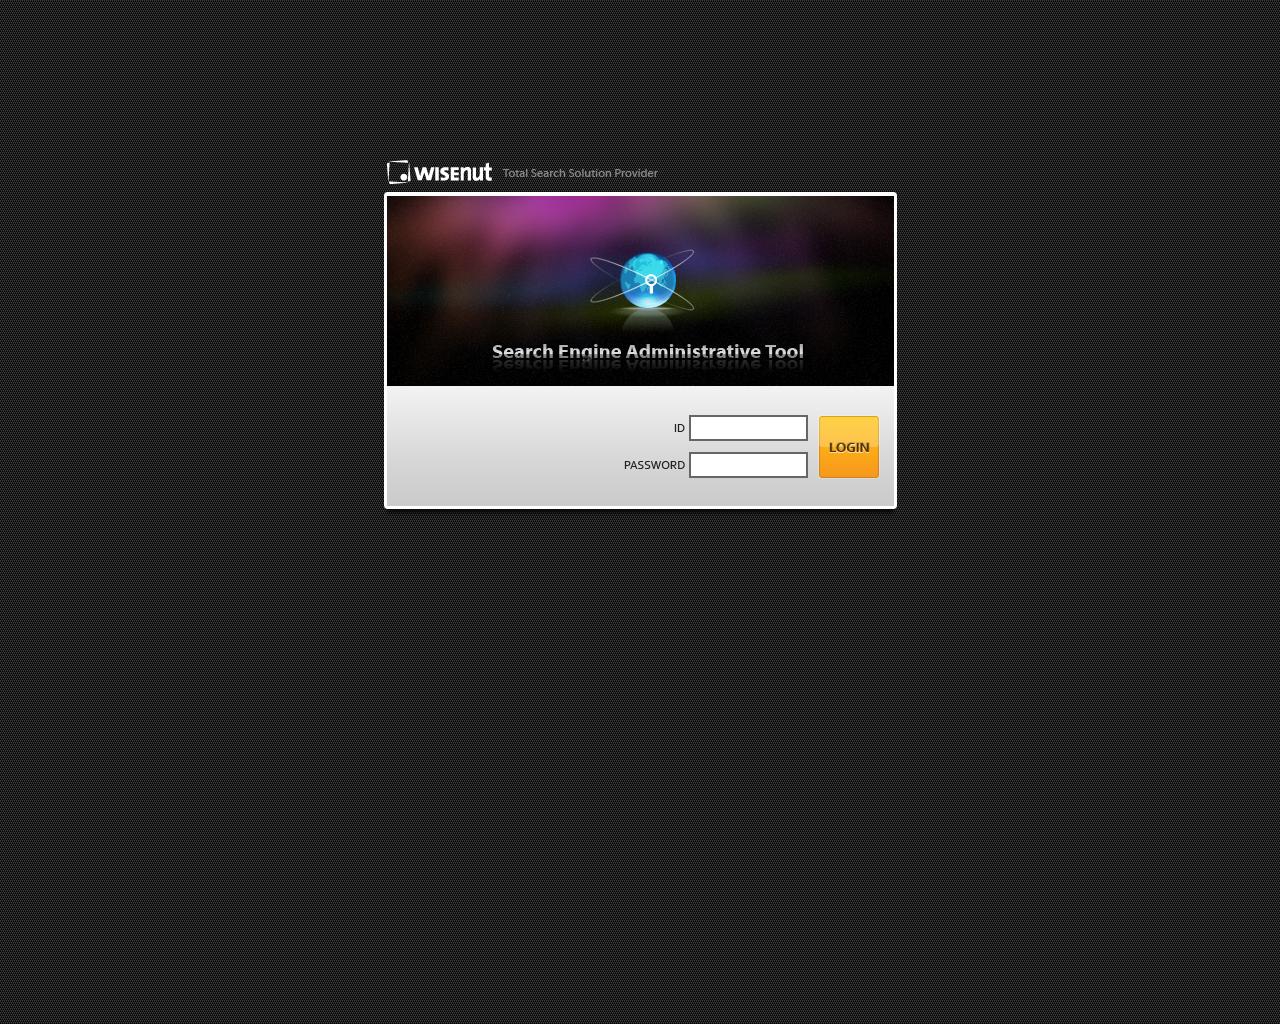 wisenut Total Search Solution Provider
Search Engine Administrative Tool
ID
PASSWORD
LOGIN